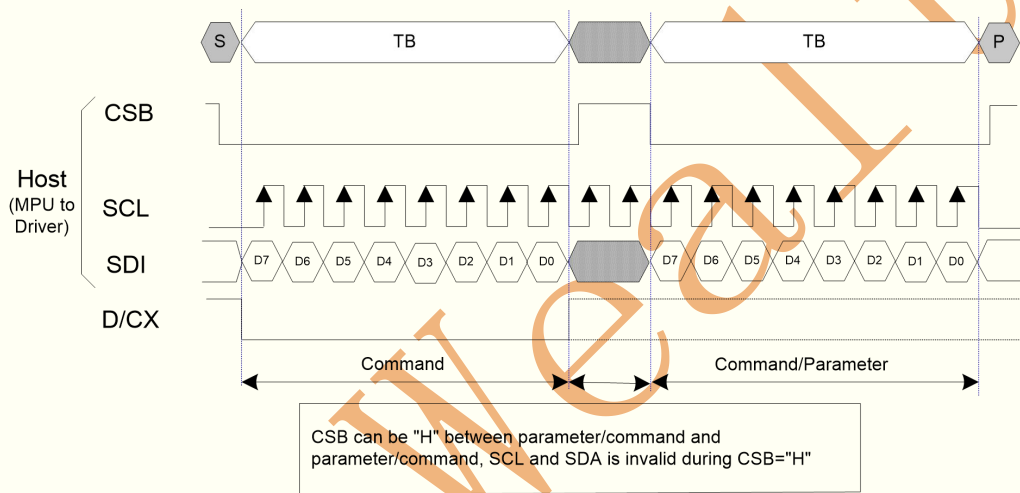 S TB TB P
CSB
Host
(MPU to
Driver)
SCL
SDI D7 D6 D5 D4 D3 D2 D1 D0 D7 D6 D5 D4 D3 D2 D1 D0
D/CX
Command Command/Parameter
CSB can be "H" between parameter/command and
parameter/command, SCL and SDA is invalid during CSB="H"